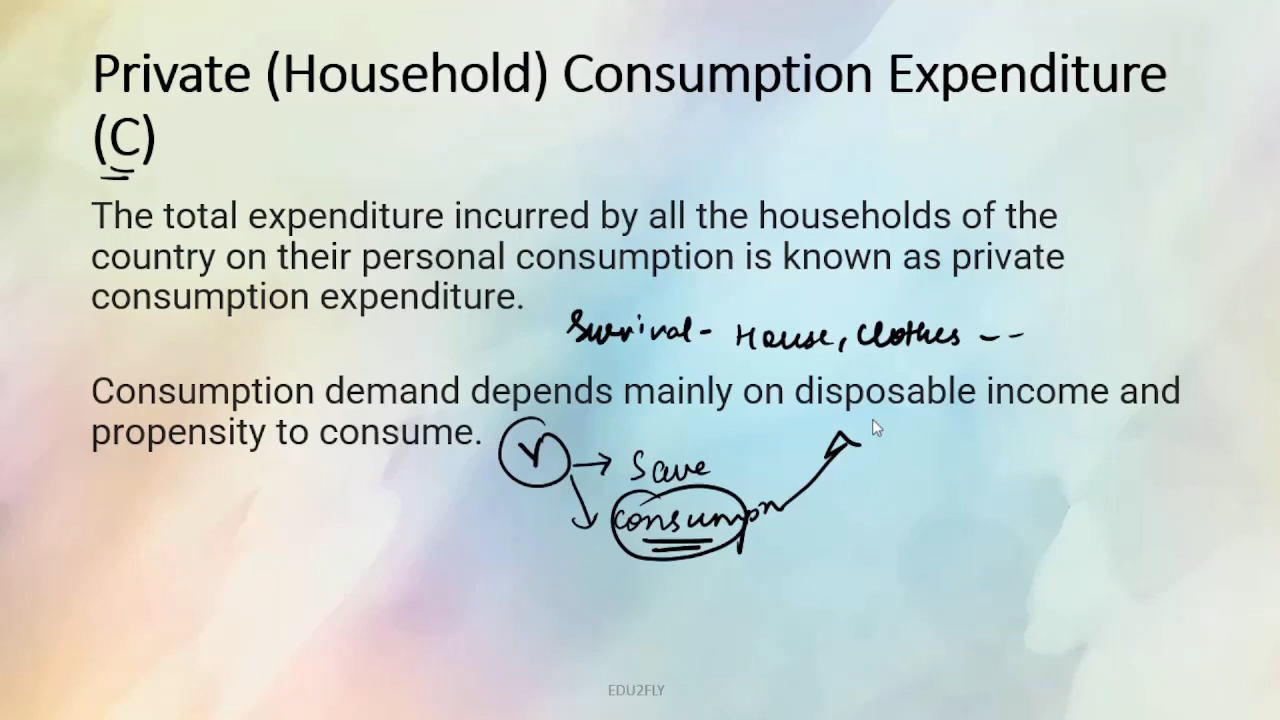 Private (Household) Consumption Expenditure
(C)
The total expenditure incurred by all the households of the
country on their personal consumption is known as private
consumption expenditure.
Survival - House, Clothes - -
Consumption demand depends mainly on disposable income and
propensity to consume.
Y → Save
consumpn
EDU2FLY